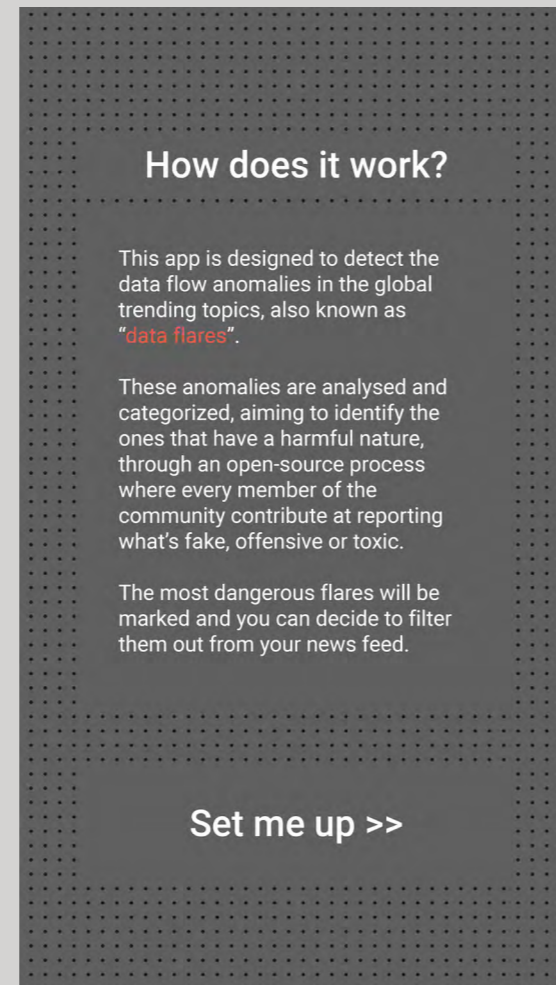 How does it work?
This app is designed to detect the
data flow anomalies in the global
trending topics, also known as
“data flares”.
These anomalies are analysed and
categorized, aiming to identify the
ones that have a harmful nature,
through an open-source process
where every member of the
community contribute at reporting
what’s fake, offensive or toxic.
The most dangerous flares will be
marked and you can decide to filter
them out from your news feed.
Set me up >>